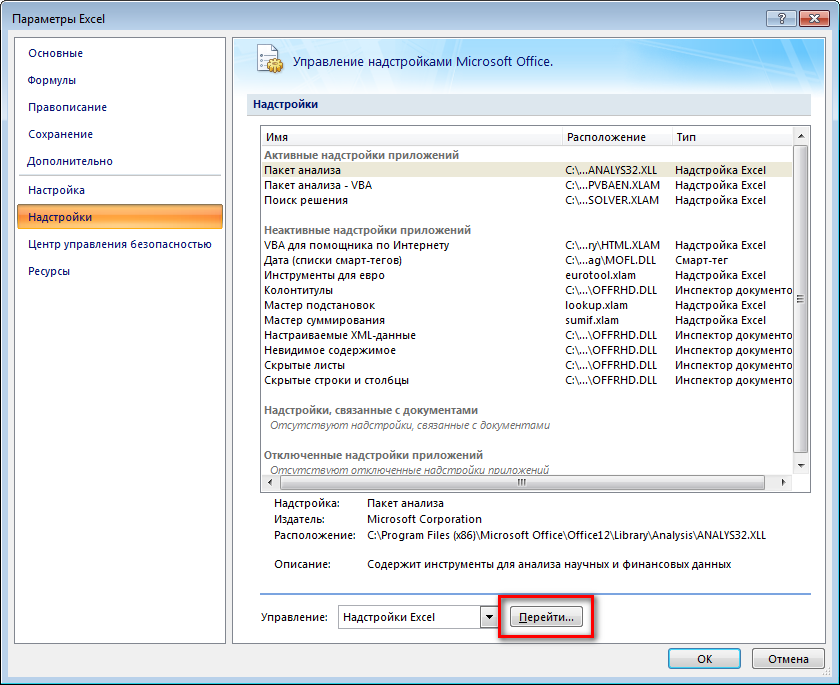 Параметры Excel
Основные
Формулы
Правописание
Сохранение
Дополнительно
Настройка
Надстройки
Центр управления безопасностью
Ресурсы
Управление надстройками Microsoft Office.
Надстройки
Имя Расположение Тип
Активные надстройки приложений
Пакет анализа C:\...ANALYS32.XLL Надстройка Excel
Пакет анализа - VBA C:\...PVBAEN.XLAM Надстройка Excel
Поиск решения C:\...SOLVER.XLAM Надстройка Excel
Неактивные надстройки приложений
VBA для помощника по Интернету C:\...ry\HTML.XLAM Надстройка Excel
Дата (списки смарт-тегов) C:\...ag\MOFL.DLL Смарт-тег
Инструменты для евро eurotool.xlam Надстройка Excel
Колонтитулы C:\...\OFFRHD.DLL Инспектор документо
Мастер подстановок lookup.xlam Надстройка Excel
Мастер суммирования sumif.xlam Надстройка Excel
Настраиваемые XML-данные C:\...\OFFRHD.DLL Инспектор документо
Невидимое содержимое C:\...\OFFRHD.DLL Инспектор документо
Скрытые листы C:\...\OFFRHD.DLL Инспектор документо
Скрытые строки и столбцы C:\...\OFFRHD.DLL Инспектор документо
Надстройки, связанные с документами
Отсутствуют надстройки, связанные с документами
Отключенные надстройки приложений
Отсутствуют отключенные надстройки приложений
Надстройка: Пакет анализа
Издатель: Microsoft Corporation
Расположение: C:\Program Files (x86)\Microsoft Office\Office12\Library\Analysis\ANALYS32.XLL
Описание: Содержит инструменты для анализа научных и финансовых данных
Управление: Надстройки Excel Перейти...
ОК Отмена